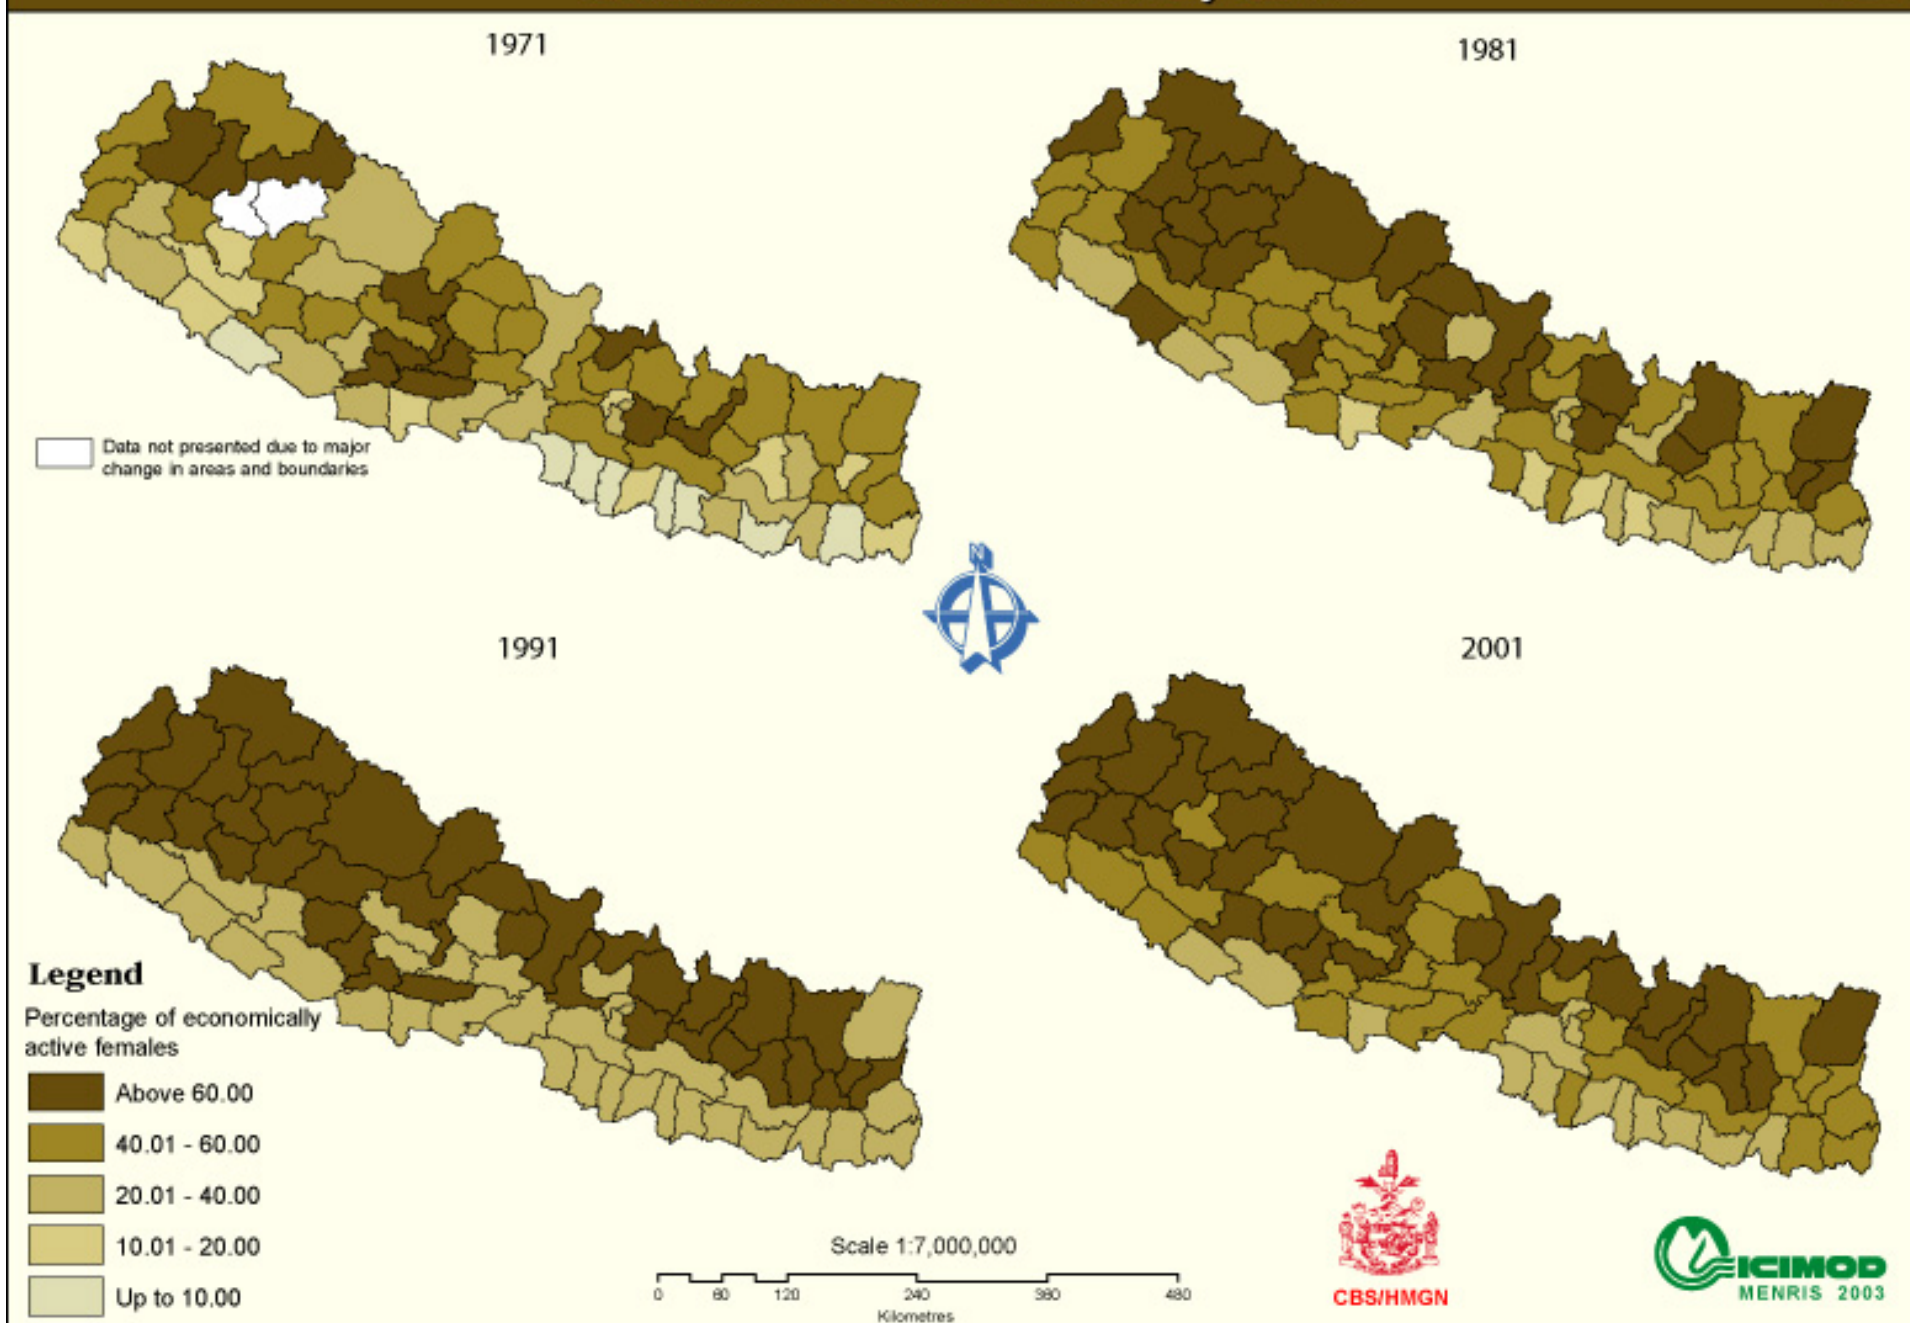 1971
1981
Data not presented due to major
change in areas and boundaries
N
1991
2001
Legend
Percentage of economically
active females
Above 60.00
40.01 - 60.00
20.01 - 40.00
10.01 - 20.00
Up to 10.00
Scale 1:7,000,000
0 60 120 240 360 480
Kilometres
CBS/HMGN
ICIMOD
MENRIS 2003